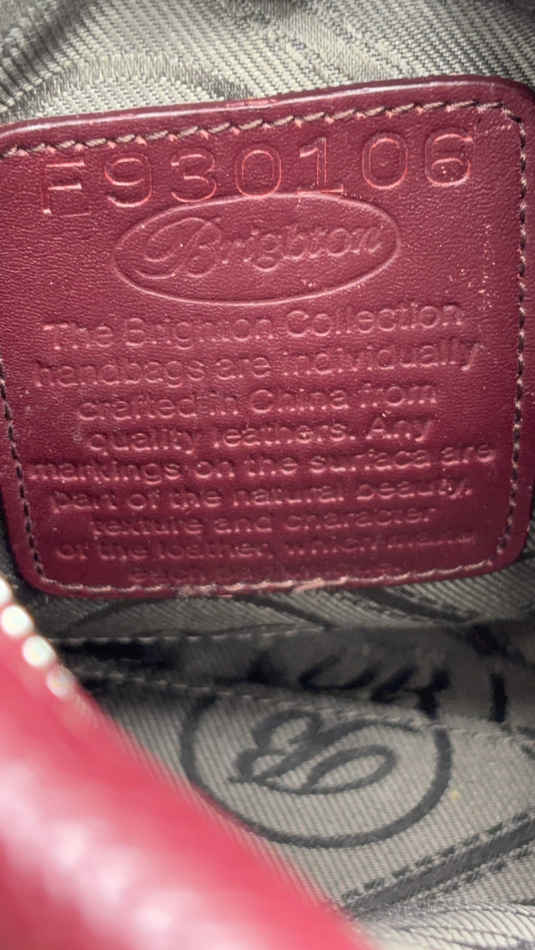 F930106
Brighton
The Brighton Collection
handbags are individually
crafted in China from
quality leathers. Any
markings on the surface are
part of the natural beauty,
texture and character
of the leather, which
B